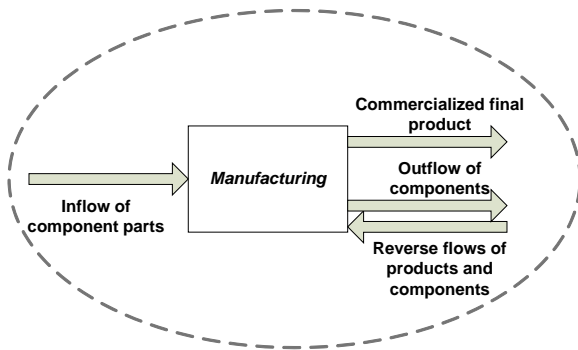 Commercialized final
product
Manufacturing
Outflow of
components
Inflow of
component parts
Reverse flows of
products and
components